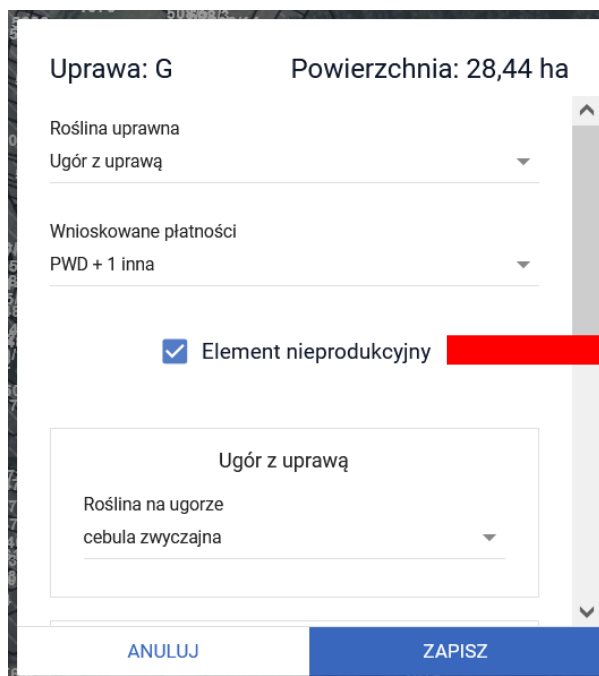 Uprawa: G Powierzchnia: 28,44 ha
Roślina uprawna
Ugór z uprawą
Wnioskowane płatności
PWD + 1 inna
Element nieprodukcyjny
Ugór z uprawą
Roślina na ugorze
cebula zwyczajna
ANULUJ ZAPISZ